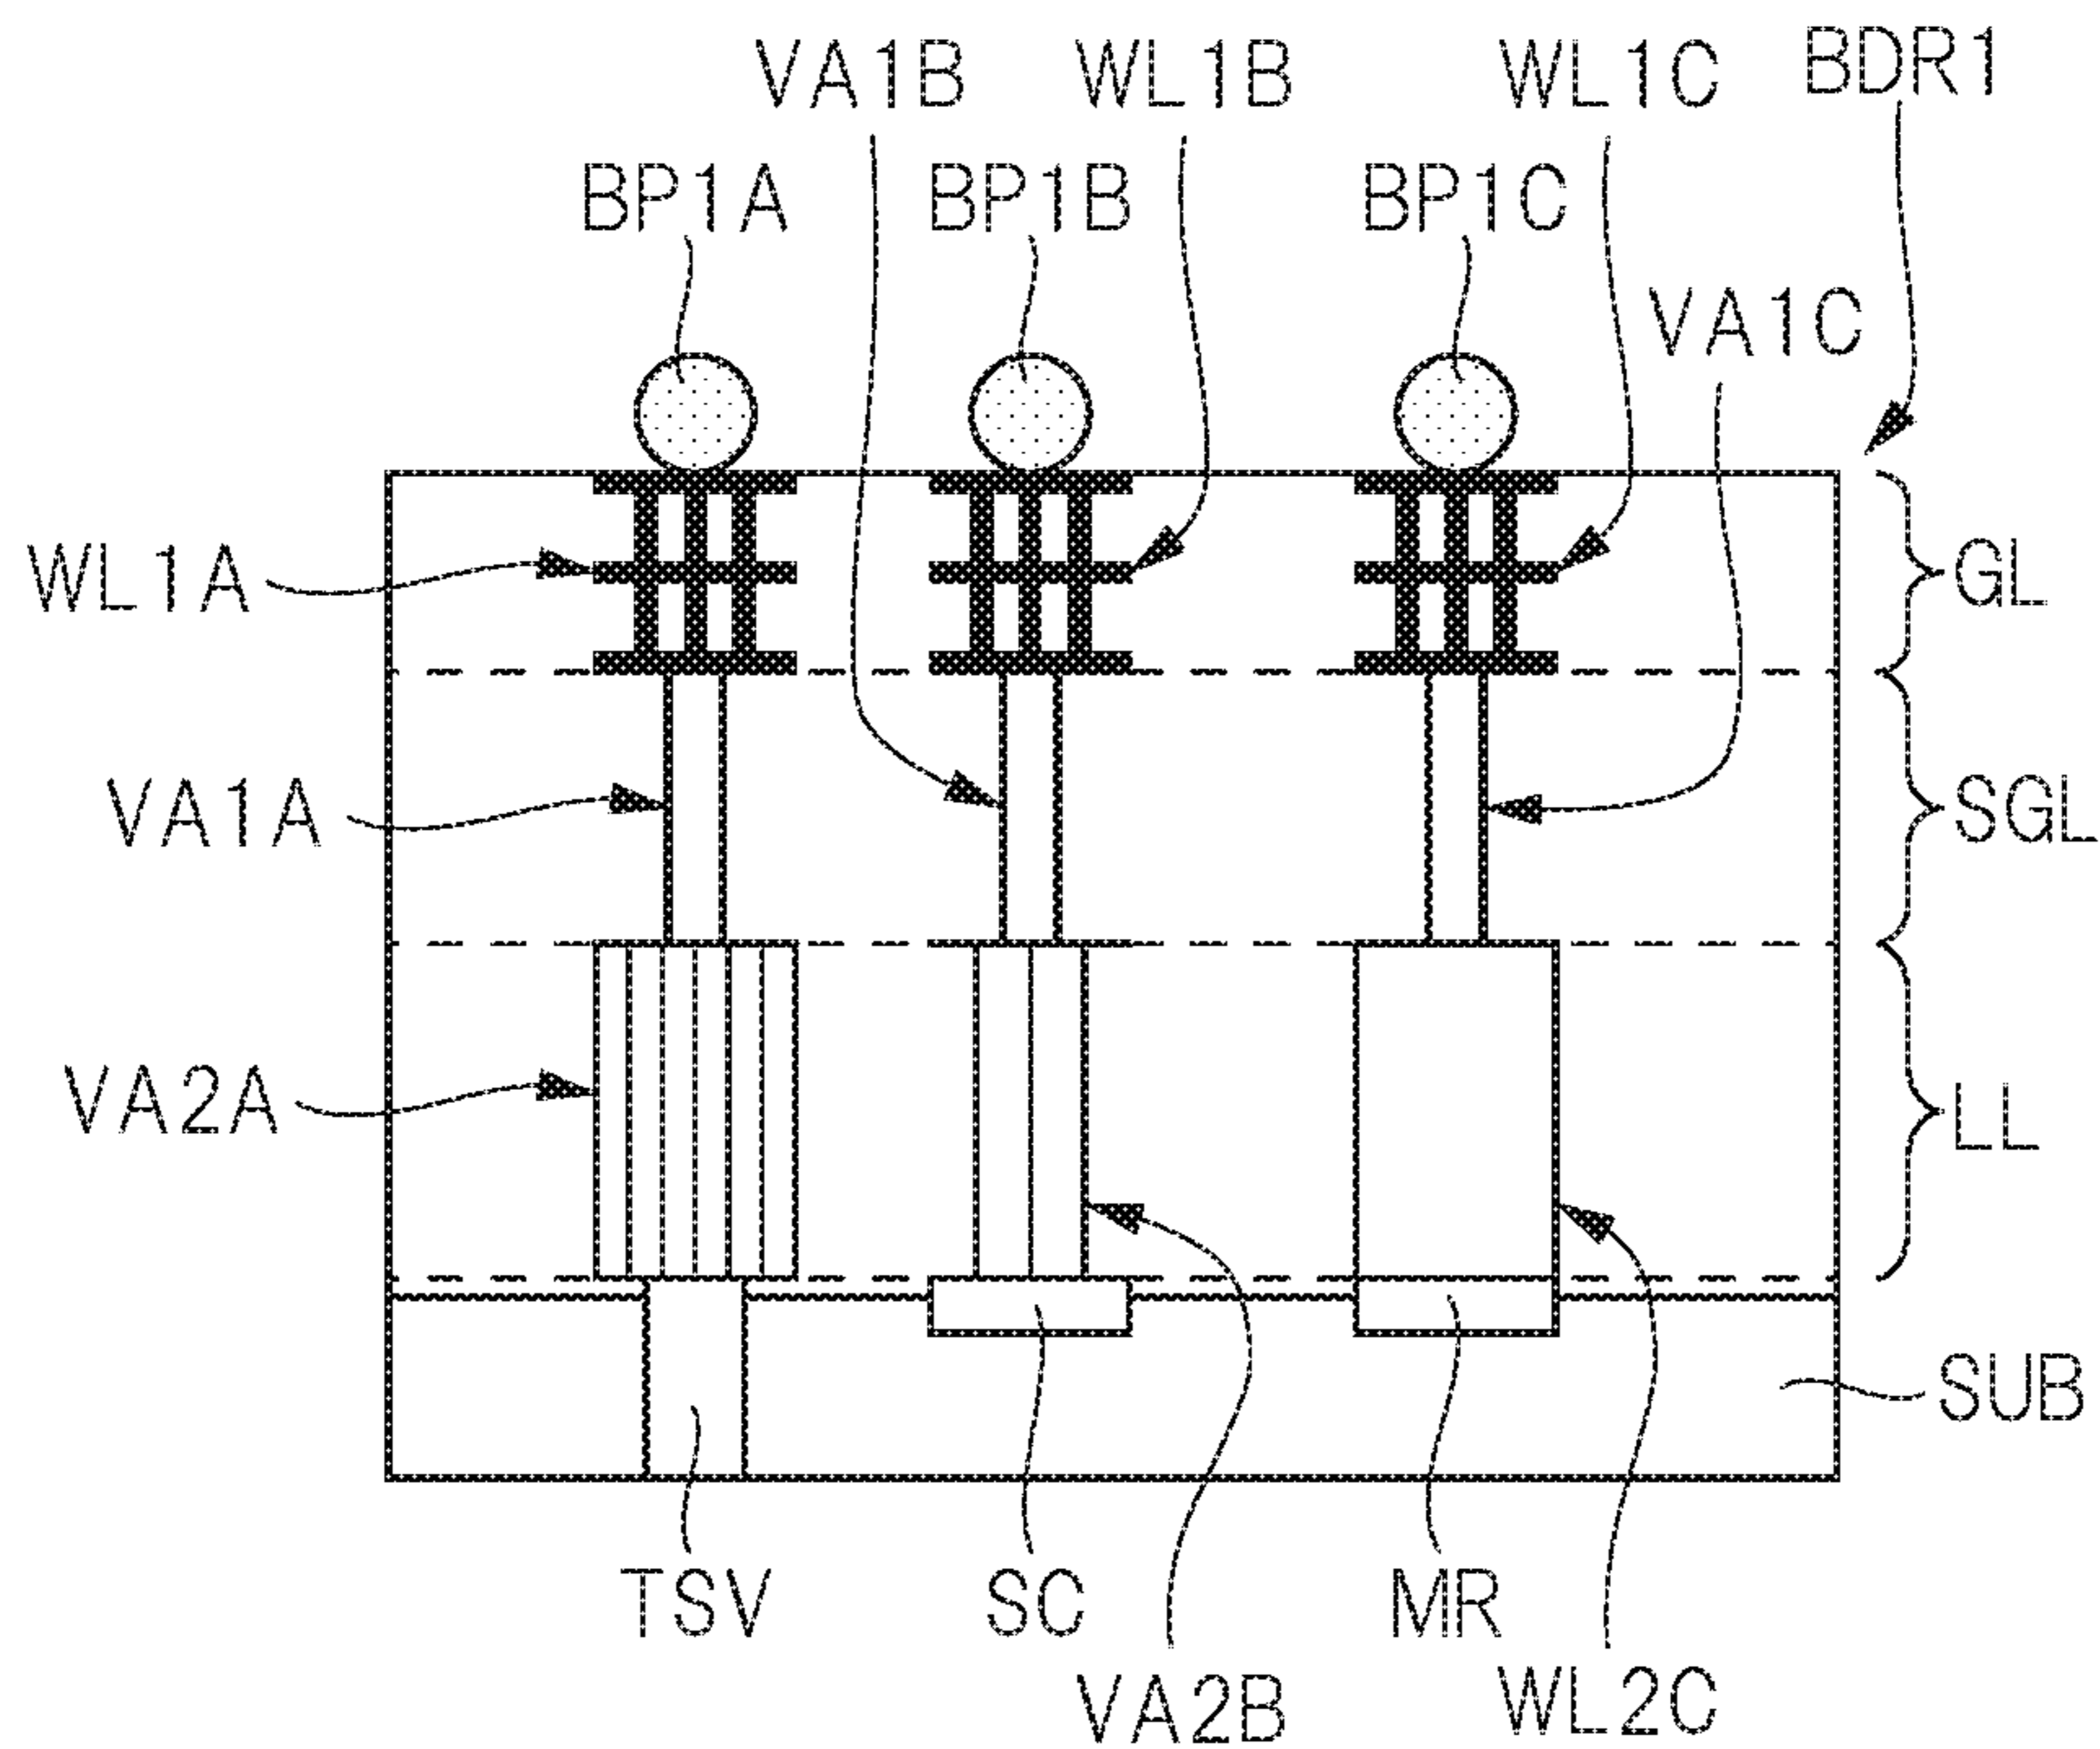 VA1B WL1B WL1C BDR1
BP1A BP1B BP1C
VA1C
WL1A GL
VA1A SGL
VA2A LL
SUB
TSV SC MR
VA2B WL2C